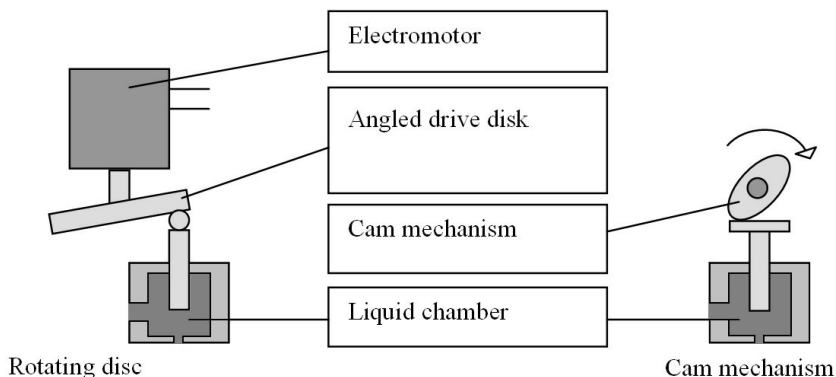 Electromotor
Angled drive disk
Cam mechanism
Liquid chamber
Rotating disc
Cam mechanism